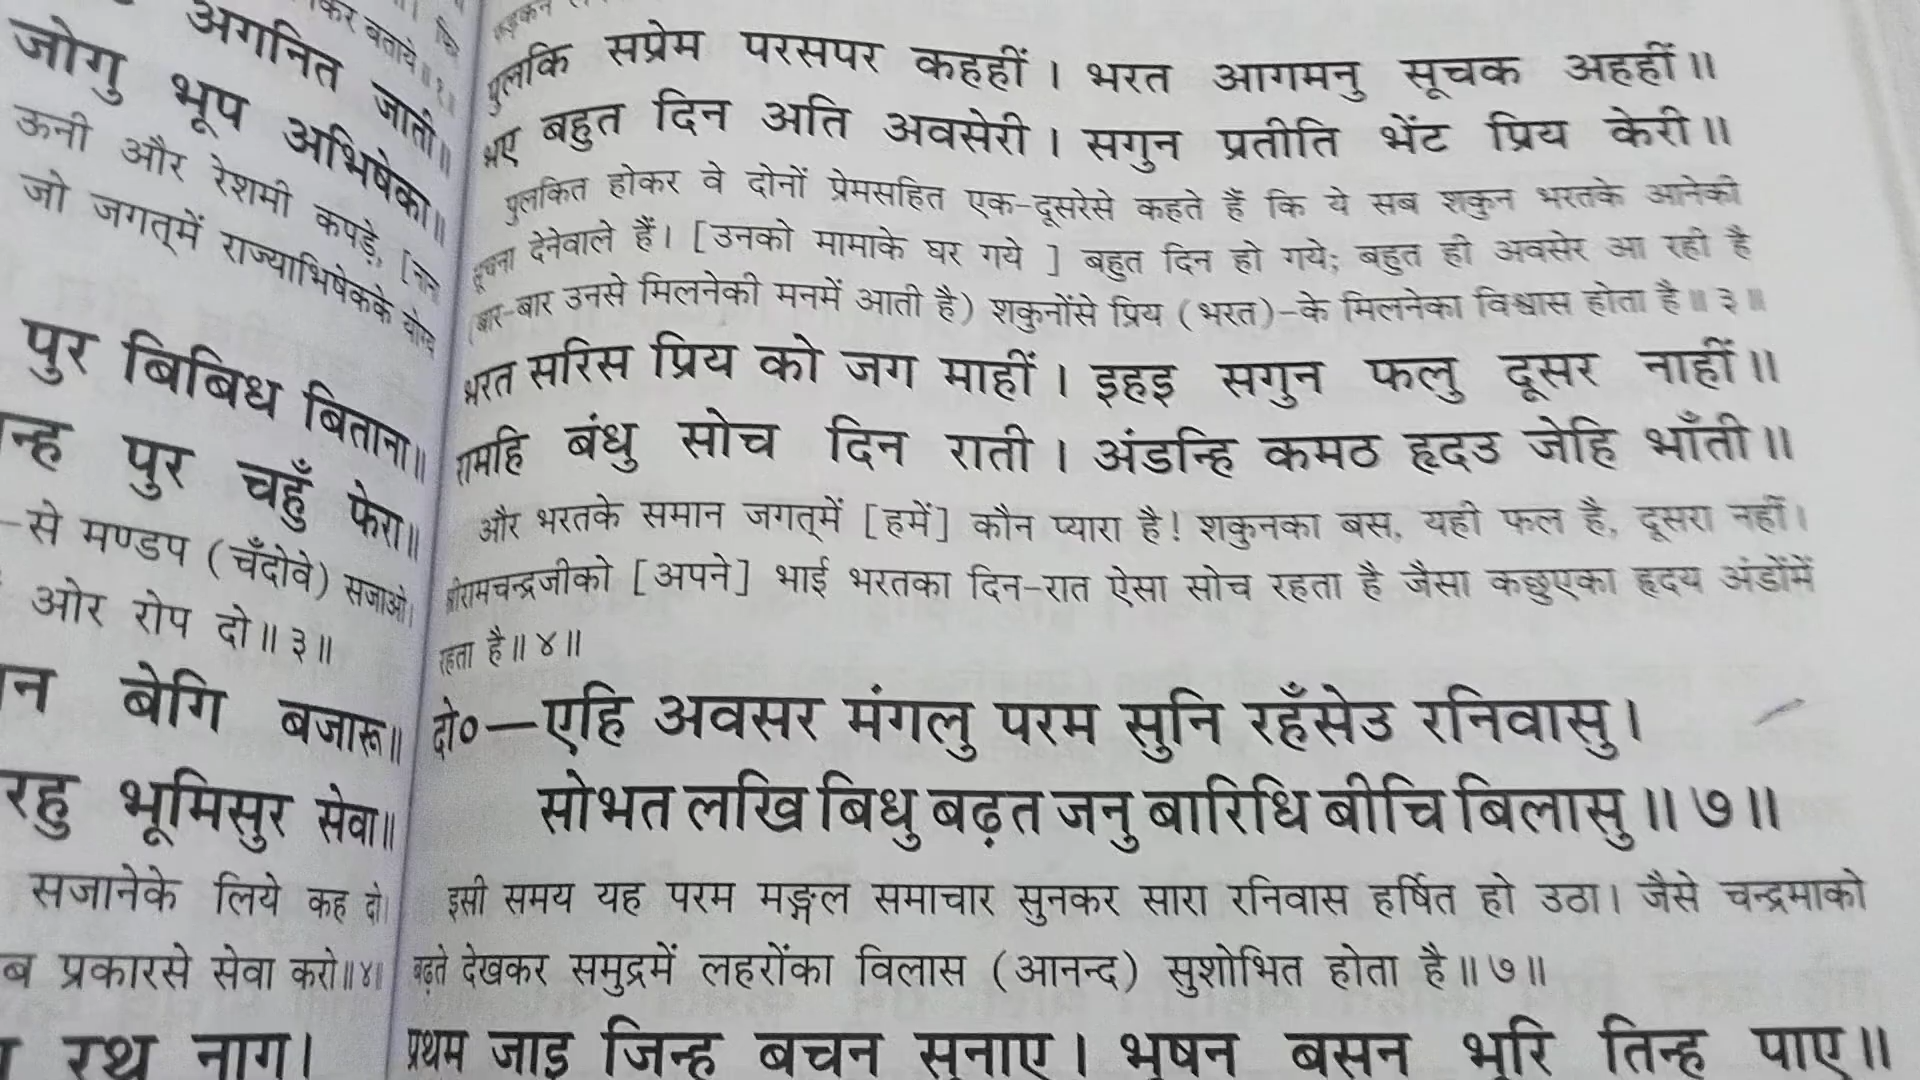 अगनित जाती॥
जोगु भूप अभिषेका॥
ऊनी और रेशमी कपड़े,
जो जगत्‌में राज्याभिषेकके योग्य
पुर बिबिध बिताना॥
न्ह पुर चहुँ फेरा॥
-से मण्डप (चँदोवे) सजाओ।
ओर रोप दो॥ ३॥
न बेगि बजारू॥
रहु भूमिसुर सेवा॥
सजानेके लिये कह दो।
ब प्रकारसे सेवा करो॥४॥
रथ नाग।
पुलकि सप्रेम परसपर कहहीं। भरत आगमनु सूचक अहहीं॥
भए बहुत दिन अति अवसेरी। सगुन प्रतीति भेंट प्रिय केरी॥
पुलकित होकर वे दोनों प्रेमसहित एक-दूसरेसे कहते हैं कि ये सब शकुन भरतके आनेकी
सूचना देनेवाले हैं। [उनको मामाके घर गये ] बहुत दिन हो गये; बहुत ही अवसेर आ रही है
(बार-बार उनसे मिलनेकी मनमें आती है) शकुनोंसे प्रिय (भरत)-के मिलनेका विश्वास होता है॥ ३॥
भरत सरिस प्रिय को जग माहीं। इहइ सगुन फलु दूसर नाहीं॥
रामहि बंधु सोच दिन राती। अंडन्हि कमठ हृदउ जेहि भाँती॥
और भरतके समान जगत्‌में [हमें] कौन प्यारा है! शकुनका बस, यही फल है, दूसरा नहीं।
श्रीरामचन्द्रजीको [अपने] भाई भरतका दिन-रात ऐसा सोच रहता है जैसा कछुएका हृदय अंडोंमें
रहता है॥ ४॥
दो०—एहि अवसर मंगलु परम सुनि रहँसेउ रनिवासु।
सोभत लखि बिधु बढ़त जनु बारिधि बीचि बिलासु॥ ७॥
इसी समय यह परम मङ्गल समाचार सुनकर सारा रनिवास हर्षित हो उठा। जैसे चन्द्रमाको
बढ़ते देखकर समुद्रमें लहरोंका विलास (आनन्द) सुशोभित होता है॥ ७॥
प्रथम जाइ जिन्ह बचन सुनाए। भूषन बसन भूरि तिन्ह पाए॥